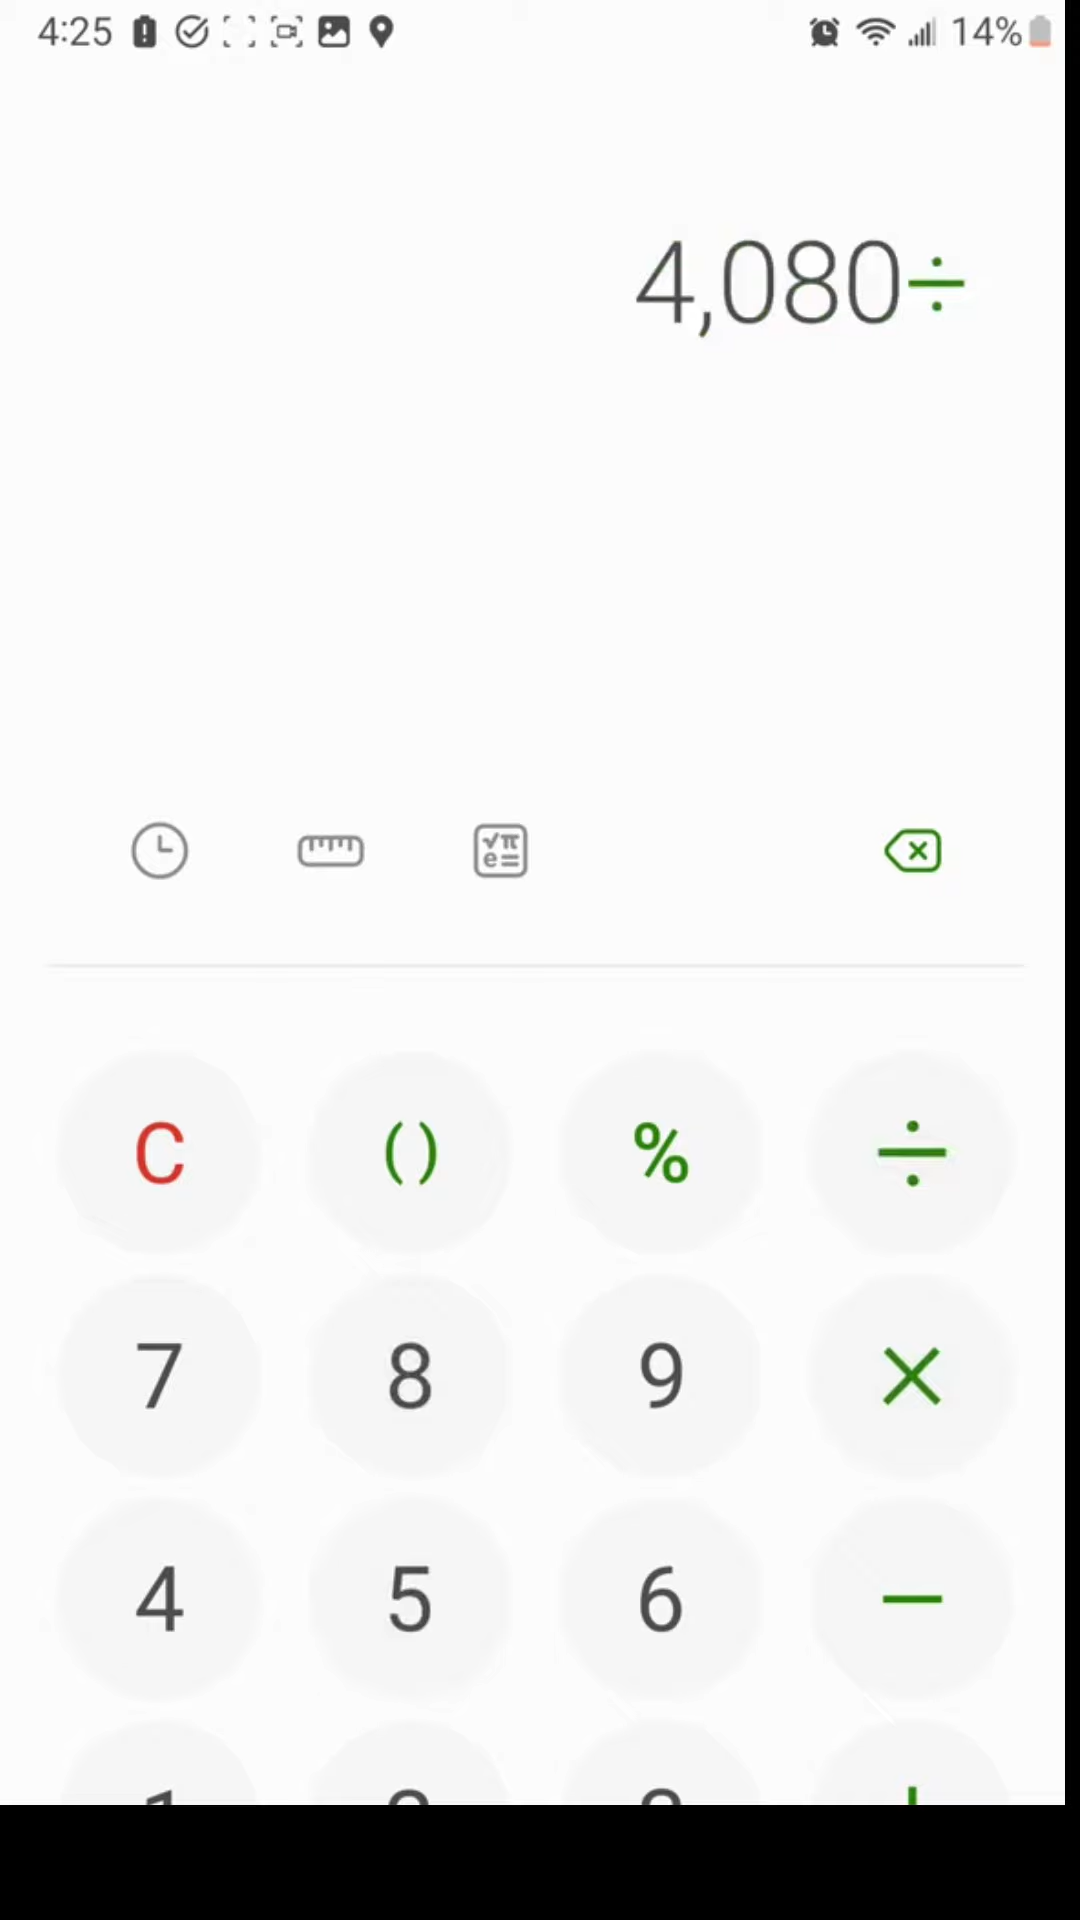 4:25 14%
4,080÷
√π
e=
C () % ÷
7 8 9 ×
4 5 6 −